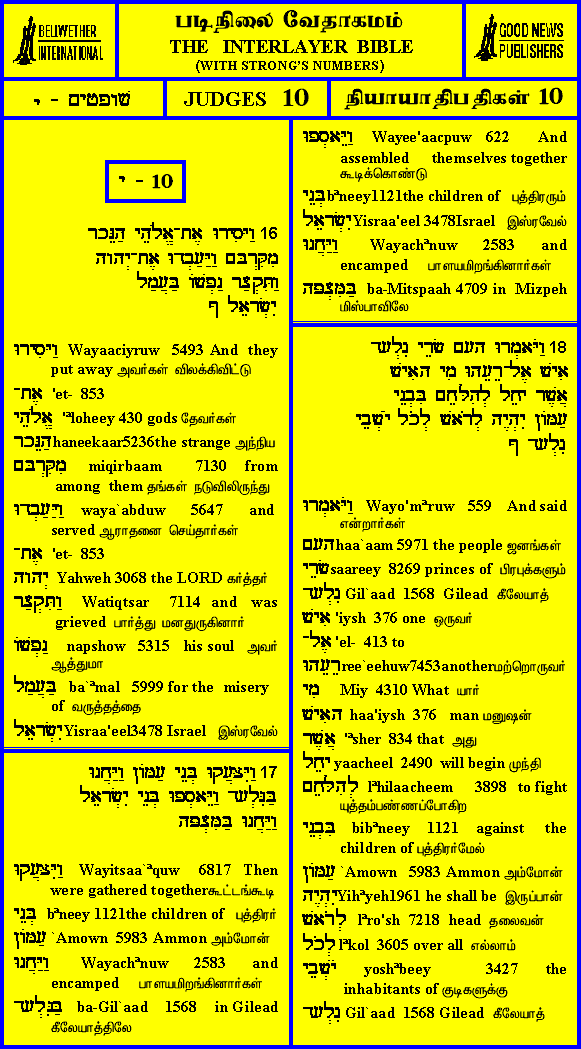 BELLWETHER
INTERNATIONAL
படிநிலை வேதாகமம்
THE INTERLAYER BIBLE
(WITH STRONG'S NUMBERS)
GOOD NEWS
PUBLISHERS
שופטים - י
JUDGES 10
நியாயாதிபதிகள் 10
י - 10
16 וַיָּסִירוּ אֶת־אֱלֹהֵי הַנֵּכָר
מִקִּרְבָּם וַיַּעַבְדוּ אֶת־יְהוָה
וַתִּקְצַר נַפְשׁוֹ בַּעֲמַל
יִשְׂרָאֵל ף
וַיָּסִירוּ Wayaaciyruw 5493 And they
put away அவர்கள் விலக்கிவிட்டு
אֶת־ 'et- 853
אֱלֹהֵי 'ªloheey 430 gods தேவர்கள்
הַנֵּכָר haneekaar5236the strange அந்நிய
מִקִּרְבָּם miqirbaam 7130 from
among them தங்கள் நடுவிலிருந்து
וַיַּעַבְדוּ waya`abduw 5647 and
served ஆராதனை செய்தார்கள்
אֶת־ 'et- 853
יְהוָה Yahweh 3068 the LORD கர்த்தர்
וַתִּקְצַר Watiqtsar 7114 and was
grieved பார்த்து மனதுருகினார்
נַפְשׁוֹ napshow 5315 his soul அவர்
ஆத்துமா
בַּעֲמַל ba`ªmal 5999 for the misery
of வருத்தத்தை
יִשְׂרָאֵל Yisraa'eel3478 Israel இஸ்ரவேல்
17 וַיִּצָּעֲקוּ בְּנֵי עַמּוֹן וַיַּחֲנוּ
בַּגִּלְעָד וַיֵּאָסְפוּ בְּנֵי יִשְׂרָאֵל
וַיַּחֲנוּ בַּמִּצְפָּה
וַיִּצָּעֲקוּ Wayitsaa`ªquw 6817 Then
were gathered togetherகூட்டங்கூடி
בְּנֵי bªneey 1121the children of புத்திரர்
עַמּוֹן `Amown 5983 Ammon அம்மோன்
וַיַּחֲנוּ Wayachªnuw 2583 and
encamped பாளயமிறங்கினார்கள்
בַּגִּלְעָד ba-Gil`aad 1568 in Gilead
கீலேயாத்திலே
וַיֵּאָסְפוּ Wayee'aacpuw 622 And
assembled themselves together
கூடிக்கொண்டு
בְּנֵי bªneey1121the children of புத்திரரும்
יִשְׂרָאֵל Yisraa'eel 3478Israel இஸ்ரவேல்
וַיַּחֲנוּ Wayachªnuw 2583 and
encamped பாளயமிறங்கினார்கள்
בַּמִּצְפָּה ba-Mitspaah 4709 in Mizpeh
மிஸ்பாவிலே
18 וַיֹּאמְרוּ הָעָם שָׂרֵי גִלְעָד
אִישׁ אֶל־רֵעֵהוּ מִי הָאִישׁ
אֲשֶׁר יָחֵל לְהִלָּחֵם בִּבְנֵי
עַמּוֹן יִהְיֶה לְרֹאשׁ לְכֹל יֹשְׁבֵי
גִלְעָד ף
וַיֹּאמְרוּ Wayo'mªruw 559 And said
என்றார்கள்
הָעָם haa`aam 5971 the people ஜனங்கள்
שָׂרֵי saareey 8269 princes of பிரபுக்களும்
גִלְעָד Gil`aad 1568 Gilead கீலேயாத்
אִישׁ 'iysh 376 one ஒருவர்
אֶל־ 'el- 413 to
רֵעֵהוּ ree`eehuw7453anotherமற்றொருவர்
מִי Miy 4310 What யார்
הָאִישׁ haa'iysh 376 man மனுஷன்
אֲשֶׁר 'ªsher 834 that அது
יָחֵל yaacheel 2490 will begin முந்தி
לְהִלָּחֵם lªhilaacheem 3898 to fight
யுத்தம்பண்ணப்போகிற
בִּבְנֵי bibªneey 1121 against the
children of புத்திரர்மேல்
עַמּוֹן `Amown 5983 Ammon அம்மோன்
יִהְיֶה Yihªyeh1961 he shall be இருப்பான்
לְרֹאשׁ lªro'sh 7218 head தலைவன்
לְכֹל lªkol 3605 over all எல்லாம்
יֹשְׁבֵי yoshªbeey 3427 the
inhabitants of குடிகளுக்கு
גִלְעָד Gil`aad 1568 Gilead கீலேயாத்